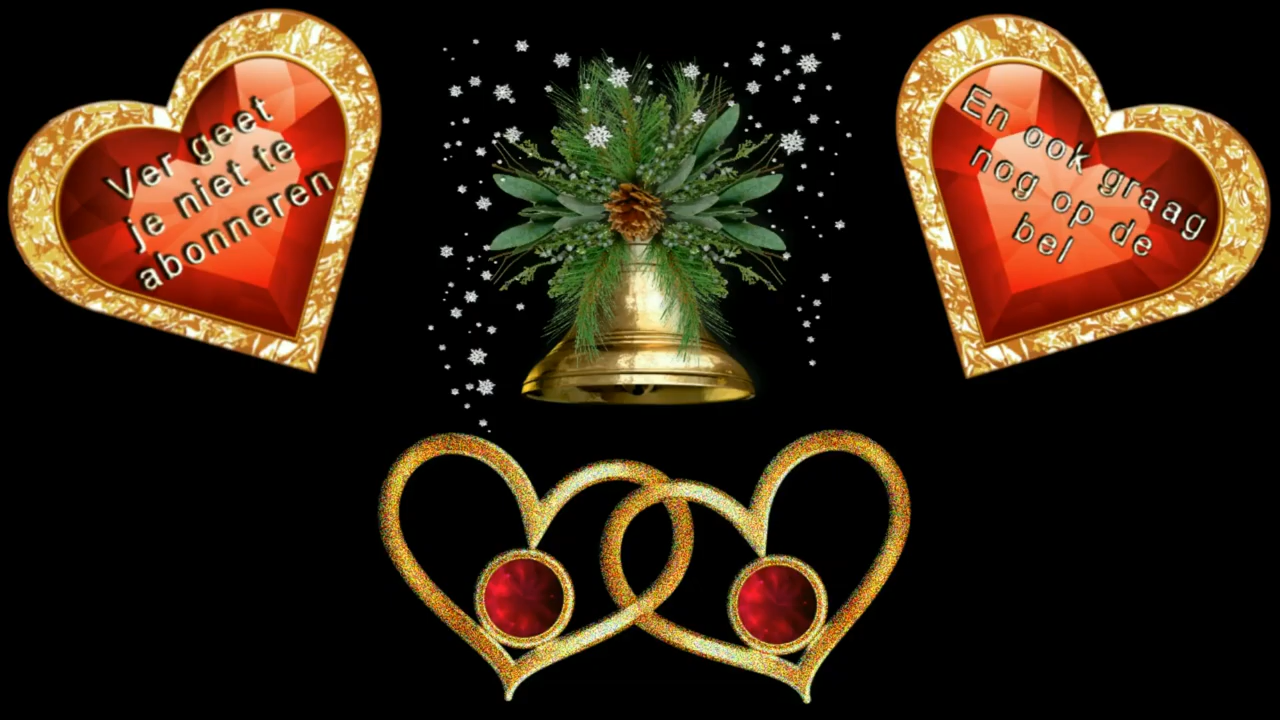 Ver geet
je niet te
abonneren
En ook graag
nog op de
bel